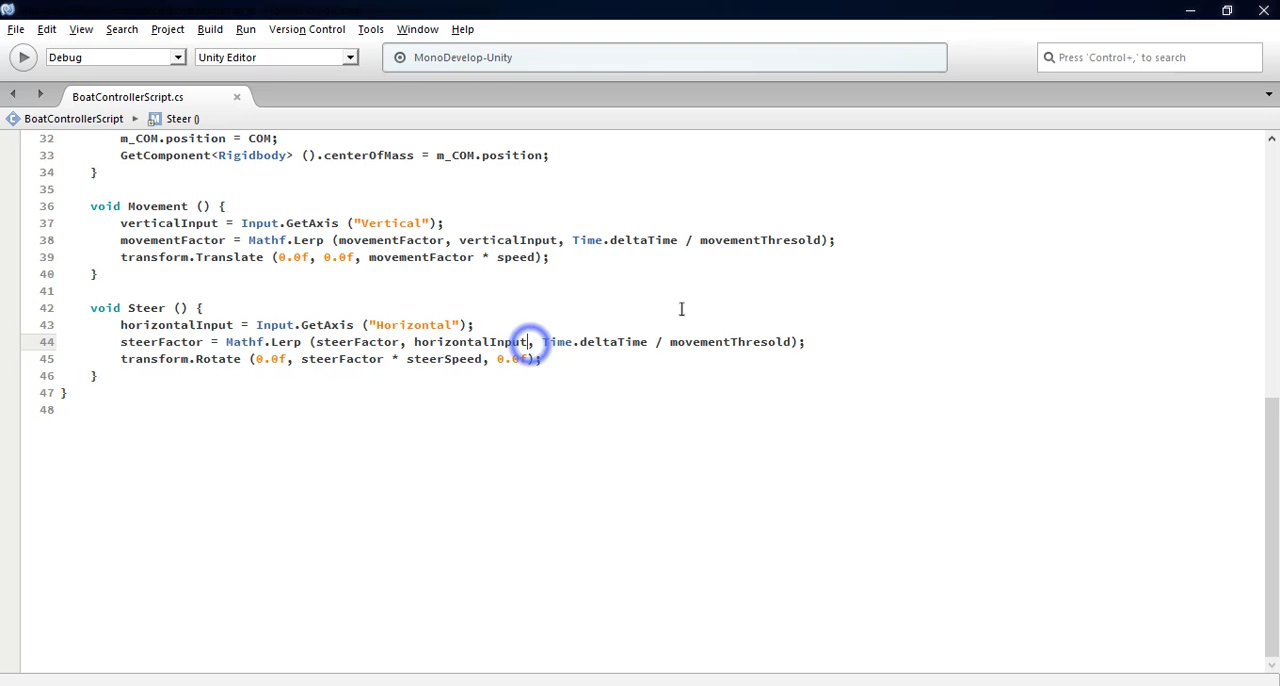 File Edit View Search Project Build Run Version Control Tools Window Help
Debug Unity Editor MonoDevelop-Unity Press 'Control+,' to search
BoatControllerScript.cs
BoatControllerScript Steer ()
32 m_COM.position = COM;
33 GetComponent<Rigidbody> ().centerOfMass = m_COM.position;
34 }
35
36 void Movement () {
37 verticalInput = Input.GetAxis ("Vertical");
38 movementFactor = Mathf.Lerp (movementFactor, verticalInput, Time.deltaTime / movementThresold);
39 transform.Translate (0.0f, 0.0f, movementFactor * speed);
40 }
41
42 void Steer () {
43 horizontalInput = Input.GetAxis ("Horizontal");
44 steerFactor = Mathf.Lerp (steerFactor, horizontalInput, Time.deltaTime / movementThresold);
45 transform.Rotate (0.0f, steerFactor * steerSpeed, 0.0f);
46 }
47 }
48